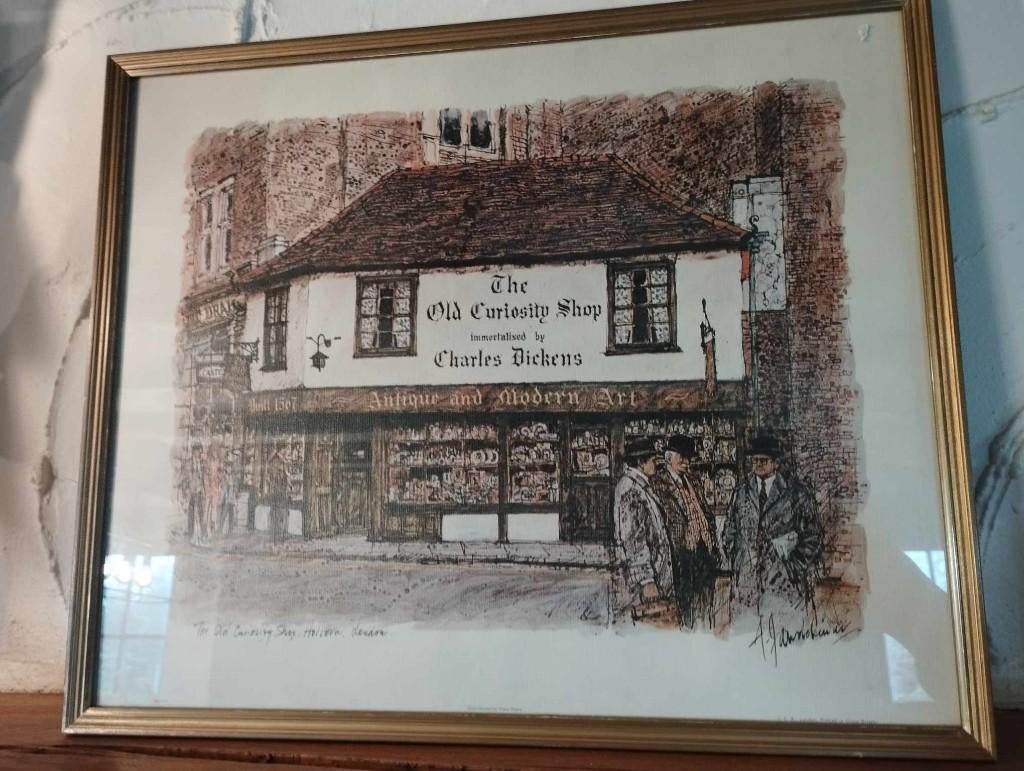 The
Old Curiosity Shop
immortalised by
Charles Dickens
Antique and Modern Art
The Old Curiosity Shop, Holborn, London.